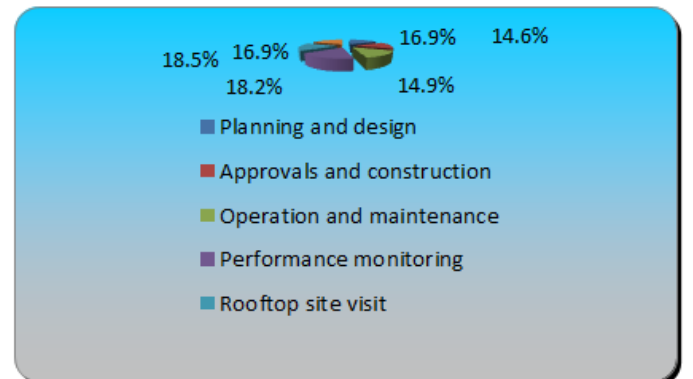 16.9% 14.6%
18.5% 16.9%
18.2% 14.9%
Planning and design
Approvals and construction
Operation and maintenance
Performance monitoring
Rooftop site visit